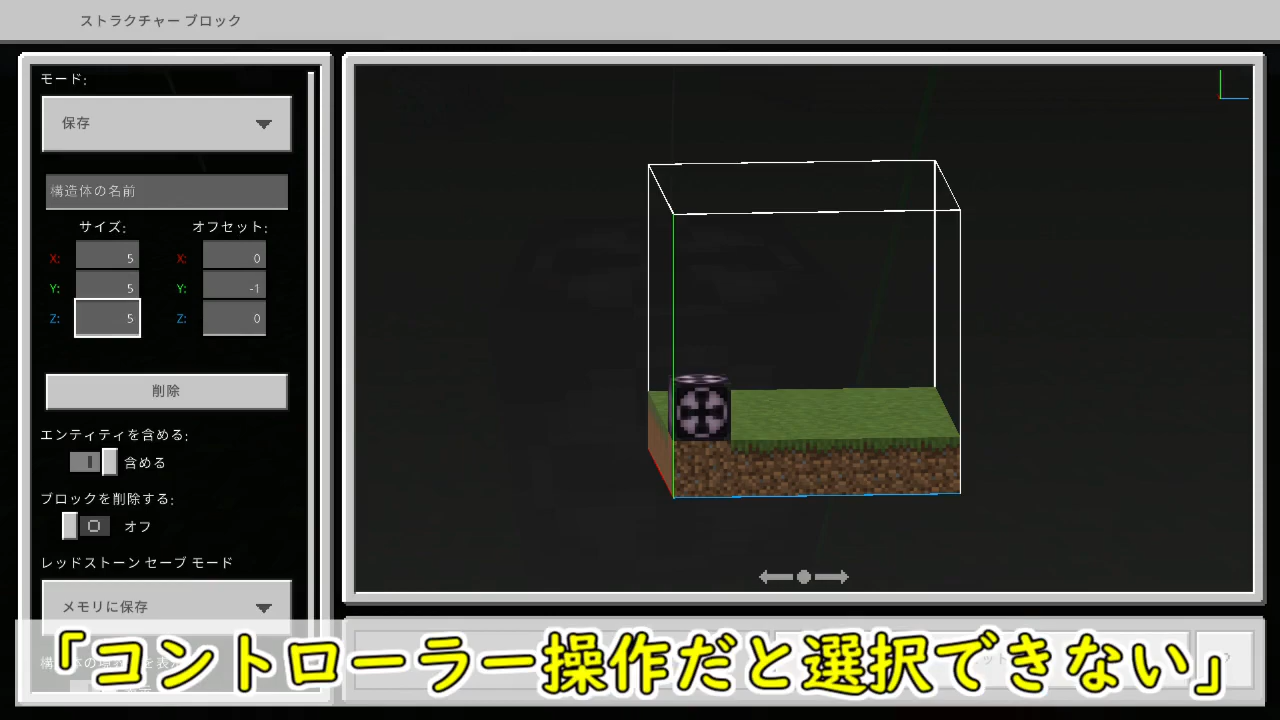 ストラクチャー ブロック
モード:
保存
構造体の名前
サイズ: オフセット:
X: 5 X: 0
Y: 5 Y: -1
Z: 5 Z: 0
削除
エンティティを含める:
含める
ブロックを削除する:
オフ
レッドストーン セーブ モード
メモリに保存
「コントローラー操作だと選択できない」